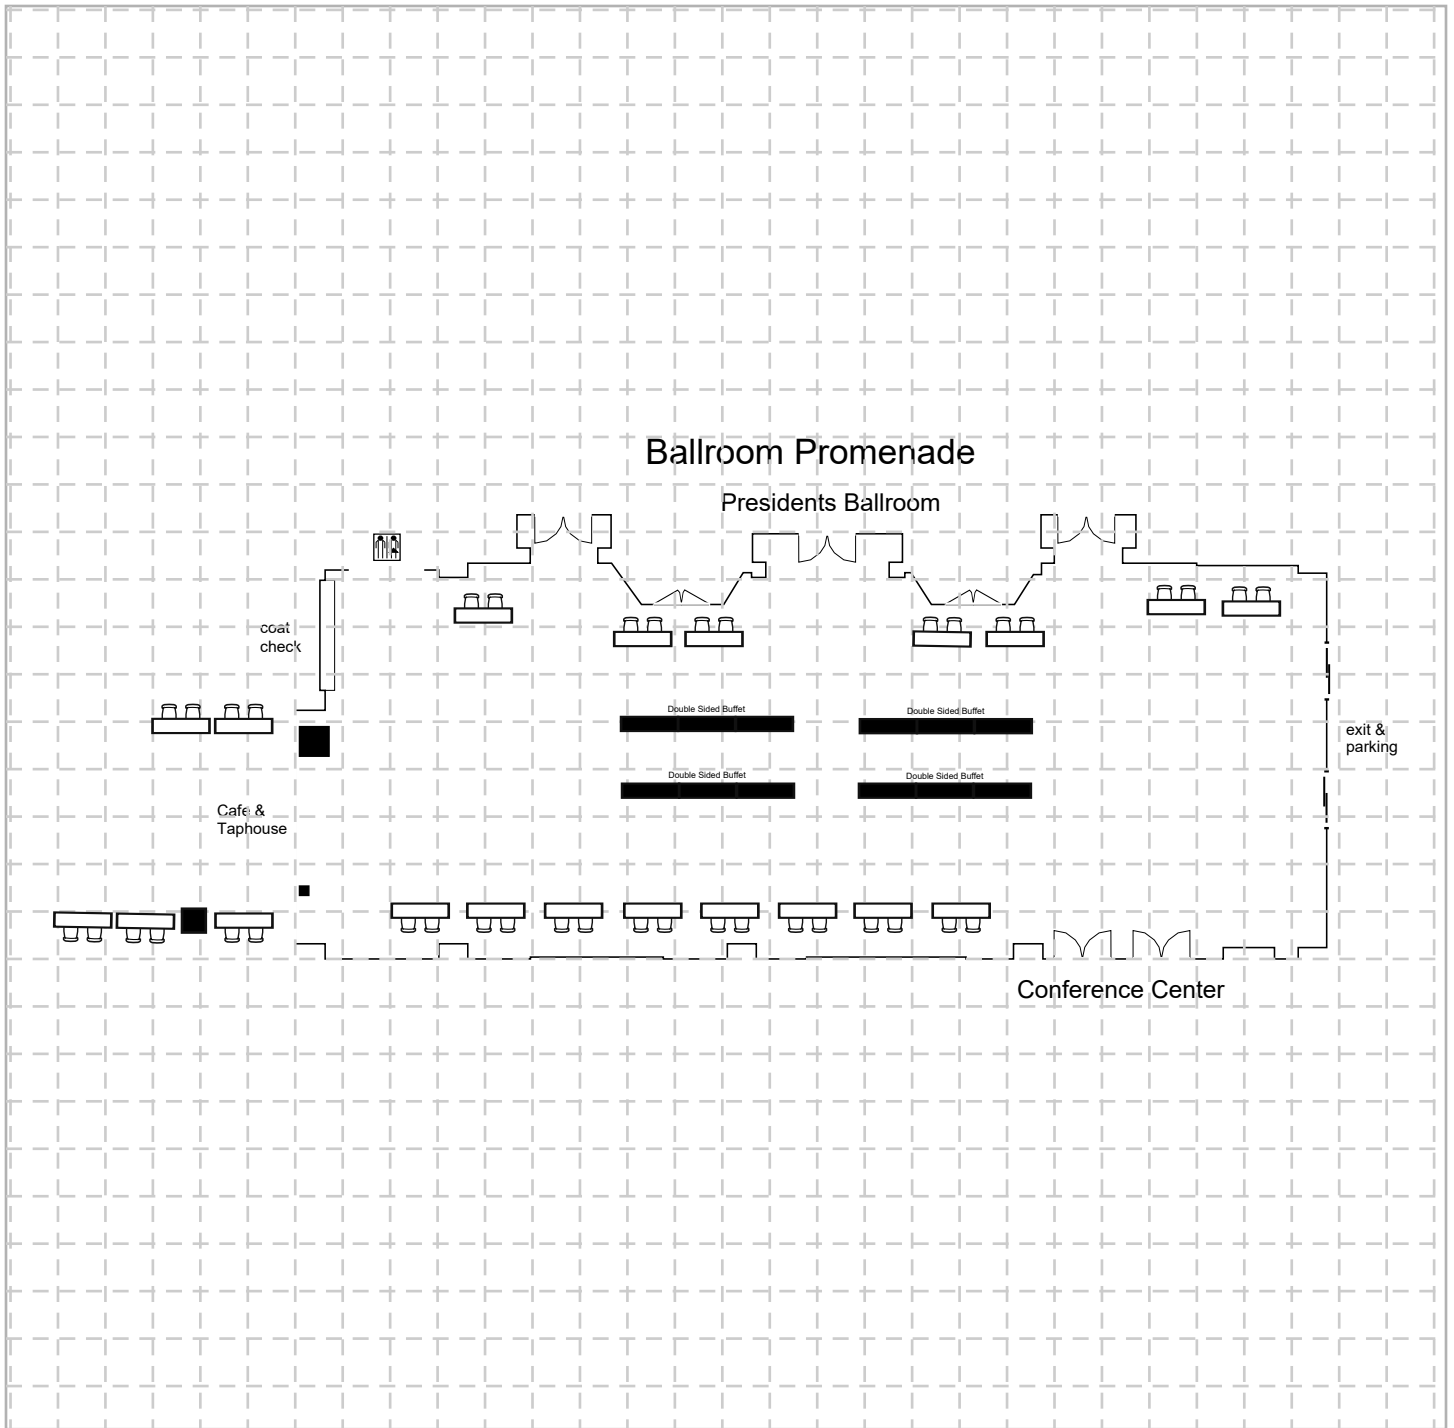 Ballroom Promenade
Presidents Ballroom
coat
check
Double Sided Buffet
Double Sided Buffet
exit &
parking
Double Sided Buffet
Double Sided Buffet
Cafe &
Taphouse
Conference Center